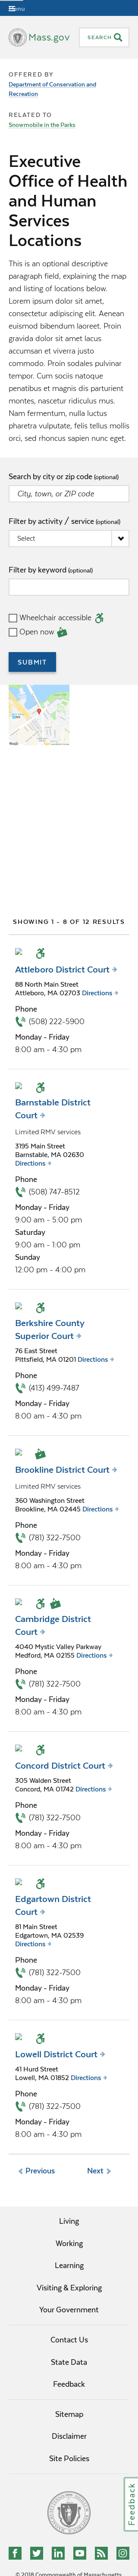 Menu
Mass.gov
SEARCH
OFFERED BY
Department of Conservation and
Recreation
RELATED TO
Snowmobile in the Parks
Executive
Office of Health
and Human
Services
Locations
This is an optional descriptive
paragraph field, explaining the map
and listing of locations below.
Lorem ipsum dolor sit amet,
consectetur adipiscing elit. Aenean
euismod bibendum laoreet. Proin
gravida dolor sit amet lacus
accumsan et viverra justo
commodo. Proin sodales pulvinar
tempor. Cum sociis natoque
penatibus et magnis dis parturient
montes, nascetur ridiculus mus.
Nam fermentum, nulla luctus
pharetra vulputate, felis tellus mollis
orci, sed rhoncus sapien nunc eget.
Search by city or zip code (optional)
City, town, or ZIP code
Filter by activity / service (optional)
Select
Filter by keyword (optional)
Wheelchair accessible
Open now
SUBMIT
SHOWING 1 - 8 OF 12 RESULTS
Attleboro District Court
88 North Main Street
Attleboro, MA 02703 Directions
Phone
(508) 222-5900
Monday - Friday
8:00 am - 4:30 pm
Barnstable District
Court
Limited RMV services
3195 Main Street
Barnstable, MA 02630
Directions
Phone
(508) 747-8512
Monday - Friday
9:00 am - 5:00 pm
Saturday
9:00 am - 1:00 pm
Sunday
12:00 pm - 4:00 pm
Berkshire County
Superior Court
76 East Street
Pittsfield, MA 01201 Directions
Phone
(413) 499-7487
Monday - Friday
8:00 am - 4:30 pm
Brookline District Court
Limited RMV services
360 Washington Street
Brookline, MA 02445 Directions
Phone
(781) 322-7500
Monday - Friday
8:00 am - 4:30 pm
Cambridge District
Court
4040 Mystic Valley Parkway
Medford, MA 02155 Directions
Phone
(781) 322-7500
Monday - Friday
8:00 am - 4:30 pm
Concord District Court
305 Walden Street
Concord, MA 01742 Directions
Phone
(781) 322-7500
Monday - Friday
8:00 am - 4:30 pm
Edgartown District
Court
81 Main Street
Edgartown, MA 02539
Directions
Phone
(781) 322-7500
Monday - Friday
8:00 am - 4:30 pm
Lowell District Court
41 Hurd Street
Lowell, MA 01852 Directions
Phone
(781) 322-7500
Monday - Friday
8:00 am - 4:30 pm
Previous
Next
Living
Working
Learning
Visiting & Exploring
Your Government
Contact Us
State Data
Feedback
Sitemap
Disclaimer
Site Policies
Feedback
© 2018 Commonwealth of Massachusetts.